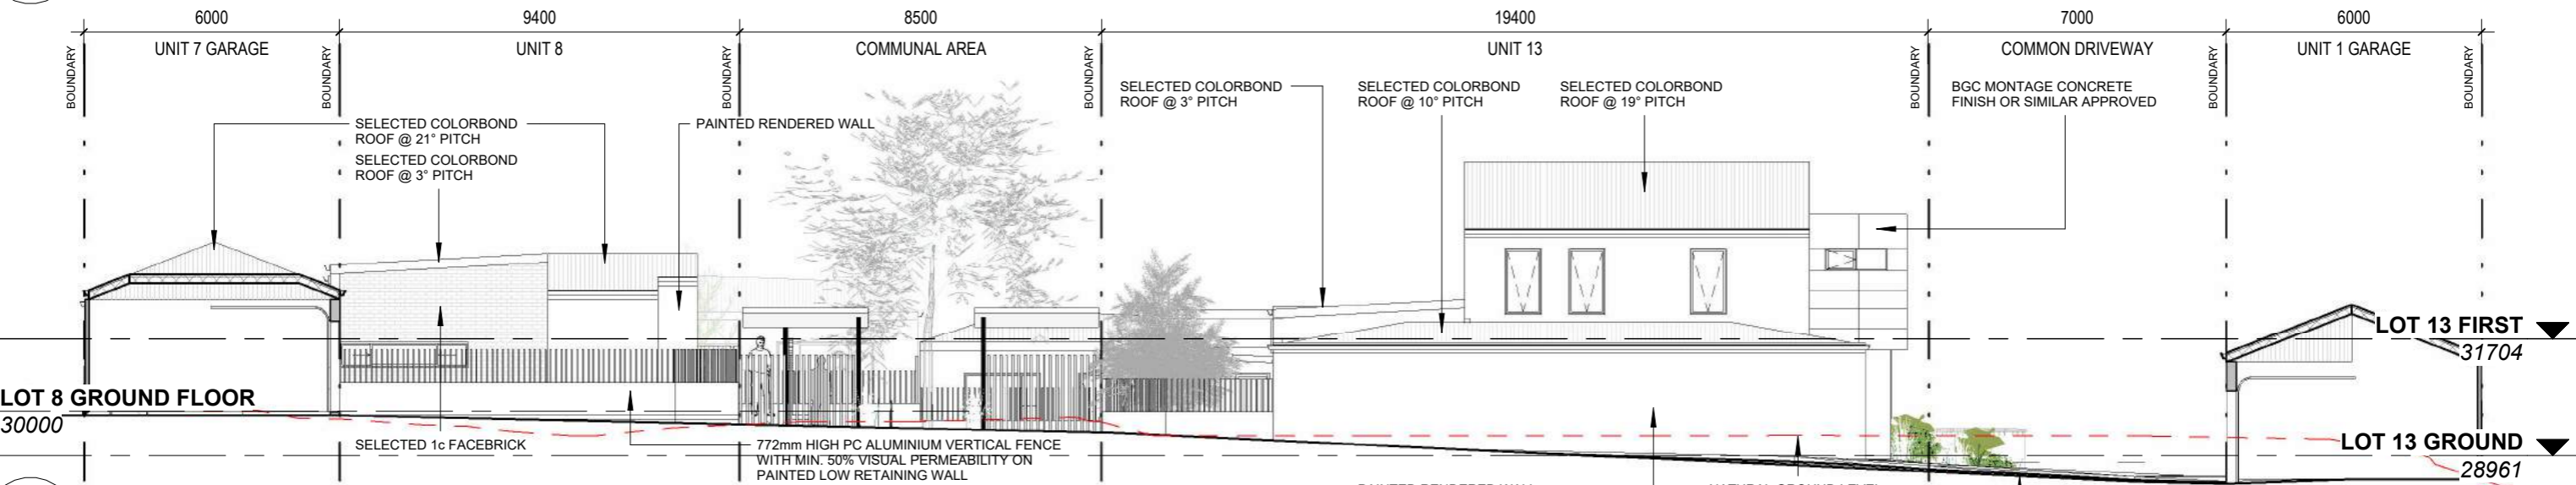 6000
9400
8500
19400
7000
6000
UNIT 7 GARAGE
UNIT 8
COMMUNAL AREA
UNIT 13
COMMON DRIVEWAY
UNIT 1 GARAGE
BOUNDARY
BOUNDARY
BOUNDARY
BOUNDARY
BOUNDARY
BOUNDARY
BOUNDARY
SELECTED COLORBOND
ROOF @ 21° PITCH
SELECTED COLORBOND
ROOF @ 3° PITCH
PAINTED RENDERED WALL
SELECTED COLORBOND
ROOF @ 3° PITCH
SELECTED COLORBOND
ROOF @ 10° PITCH
SELECTED COLORBOND
ROOF @ 19° PITCH
BGC MONTAGE CONCRETE
FINISH OR SIMILAR APPROVED
LOT 13 FIRST
31704
LOT 8 GROUND FLOOR
30000
SELECTED 1c FACEBRICK
772mm HIGH PC ALUMINIUM VERTICAL FENCE
WITH MIN. 50% VISUAL PERMEABILITY ON
PAINTED LOW RETAINING WALL
LOT 13 GROUND
28961